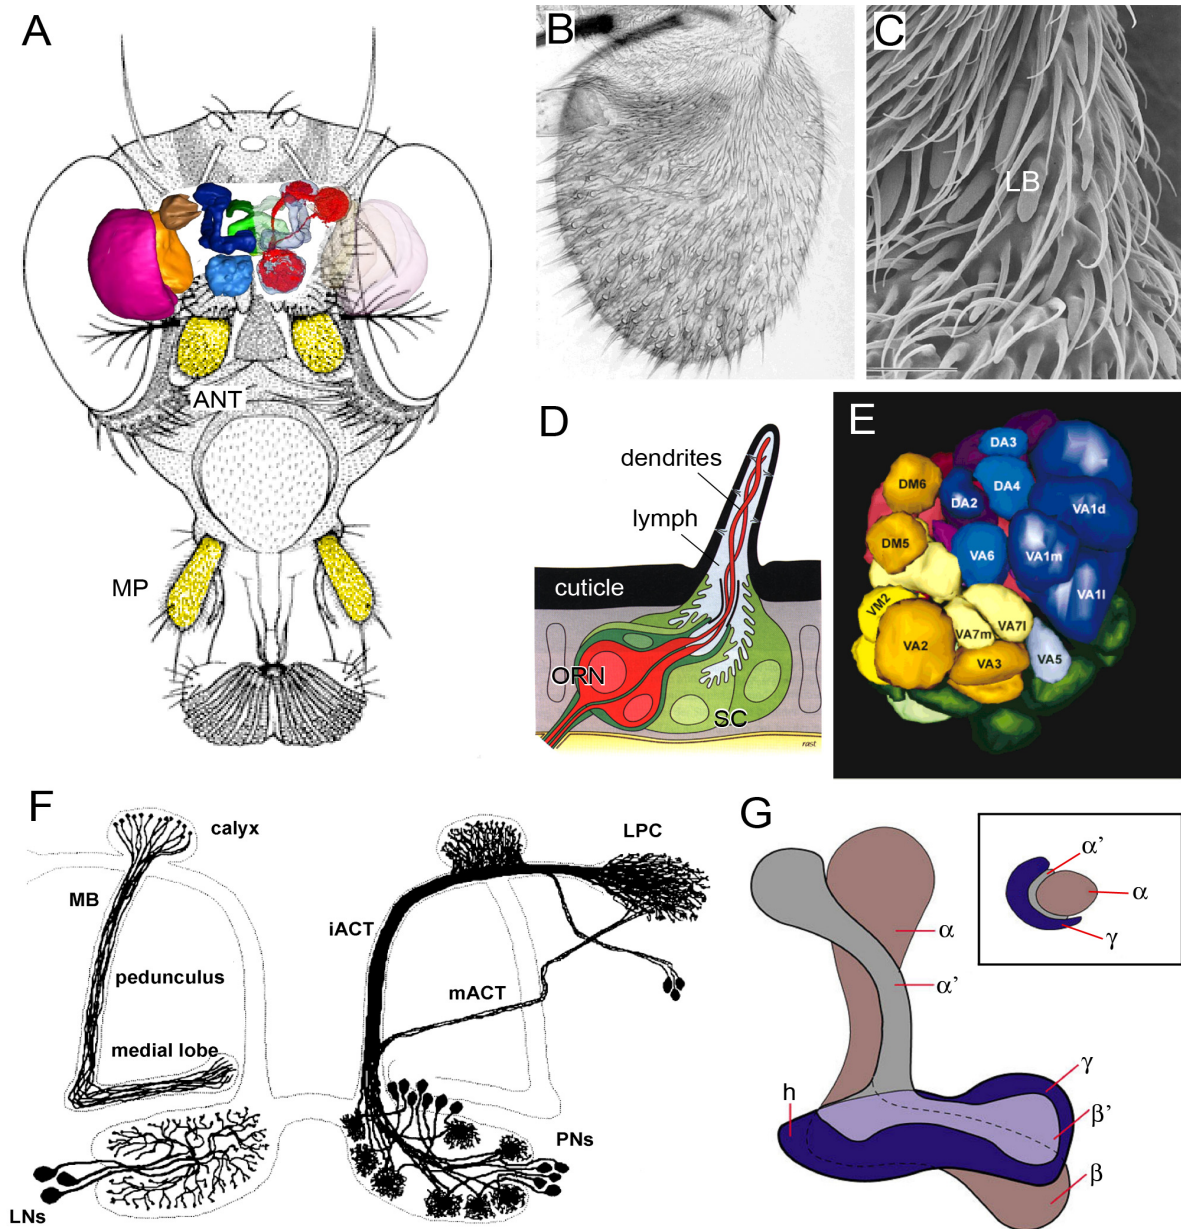 A
ANT
MP
B
C
LB
D
dendrites
lymph
cuticle
ORN
SC
rast
E
DA3
DM6
DA2
DA4
VA1d
DM5
VA6
VA1m
VM2
VA1l
VA7l
VA7m
VA2
VA3
VA5
F
calyx
LPC
MB
iACT
pedunculus
mACT
medial lobe
PNs
LNs
G
α’
α
γ
α
α’
γ
h
β’
β